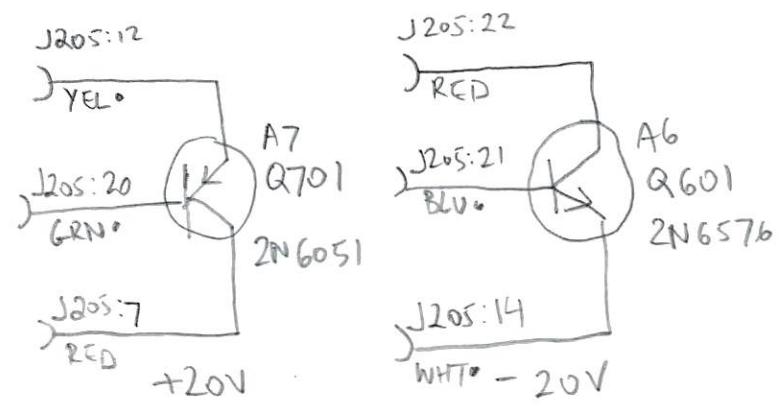 J205:12
YEL.
J205:20
GRN.
A7
Q701
2N6051
J205:7
RED
+20V
J205:22
RED
J205:21
BLU.
A6
Q601
2N6576
J205:14
WHT.
- 20V